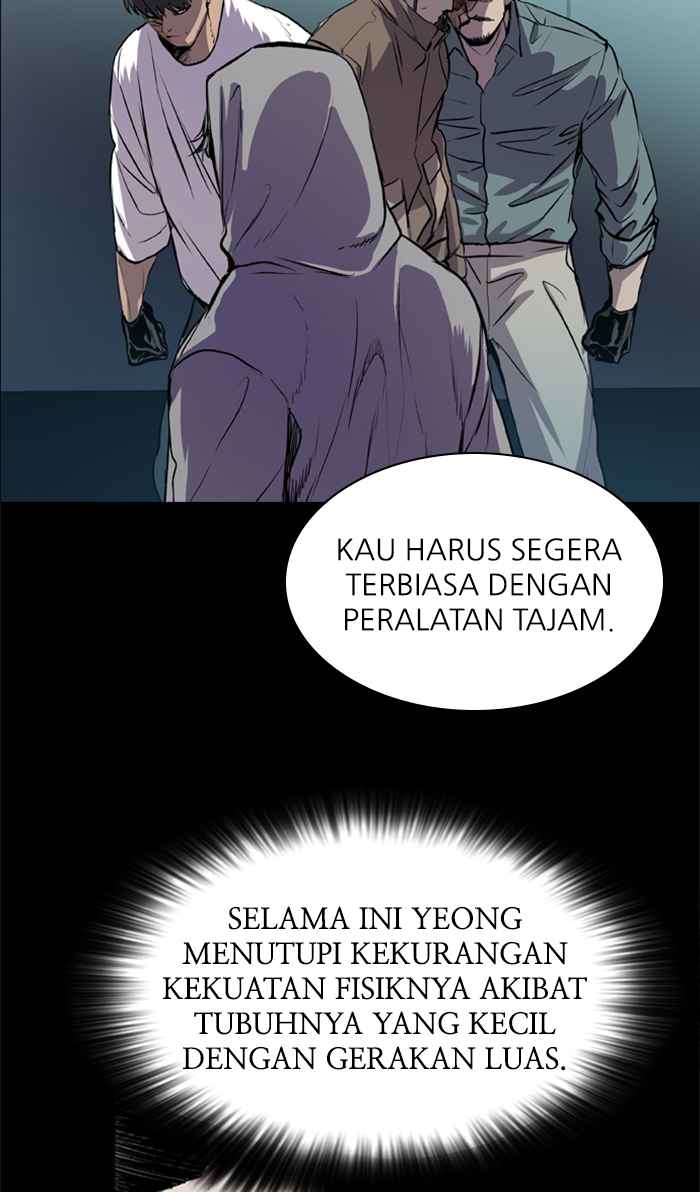 KAU HARUS SEGERA
TERBIASA DENGAN
PERALATAN TAJAM.
SELAMA INI YEONG
MENUTUPI KEKURANGAN
KEKUATAN FISIKNYA AKIBAT
TUBUHNYA YANG KECIL
DENGAN GERAKAN LUAS.